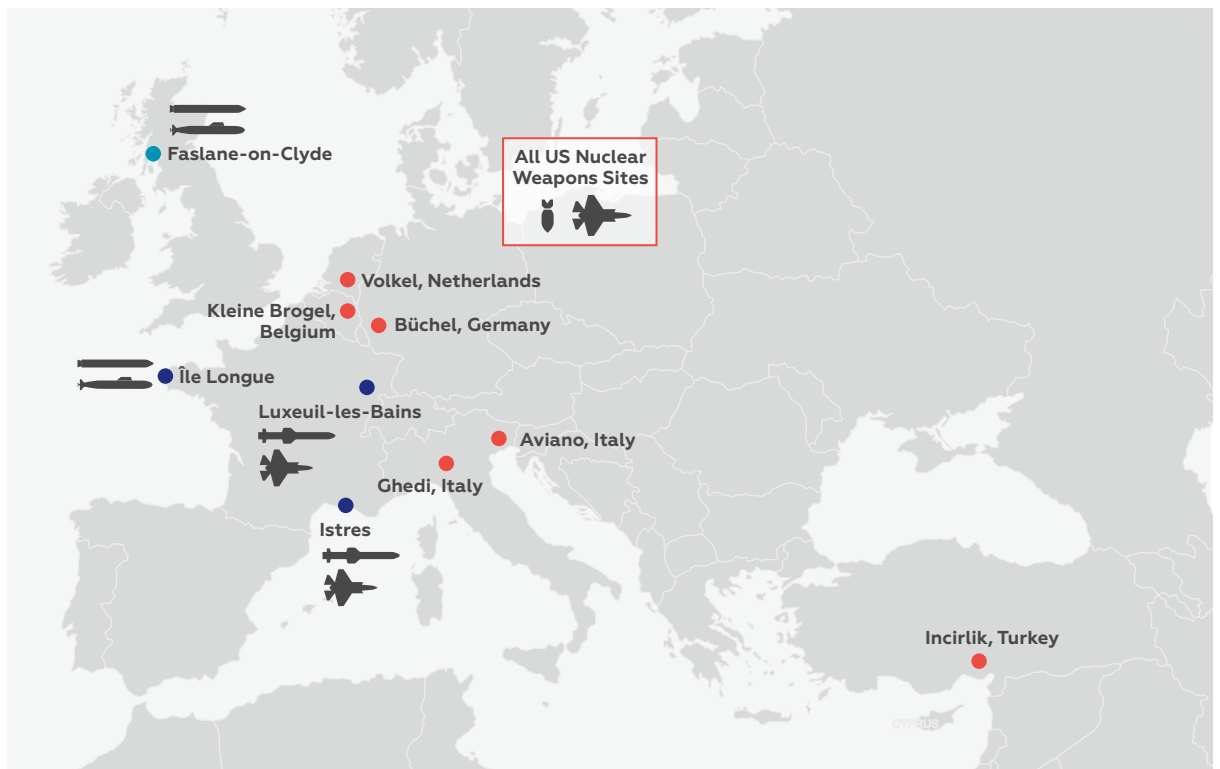 Faslane-on-Clyde
All US Nuclear
Weapons Sites
Volkel, Netherlands
Kleine Brogel,
Belgium
Büchel, Germany
Île Longue
Luxeuil-les-Bains
Aviano, Italy
Ghedi, Italy
Istres
Incirlik, Turkey
CYPRUS